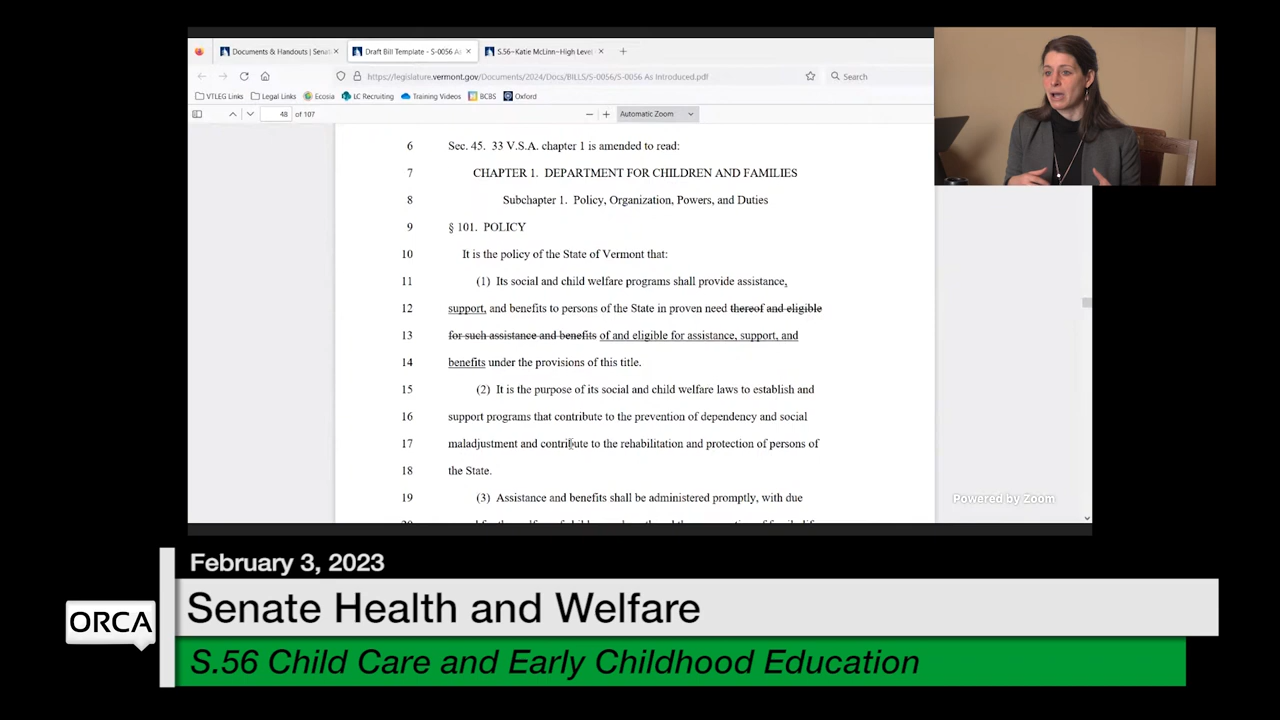 Documents & Handouts | Sena
Draft Bill Template - S-0056 As
S.56~Katie McLinn~High Level
https://legislature.vermont.gov/Documents/2024/Docs/BILLS/S-0056/S-0056 As Introduced.pdf
Search
VTLEG Links
Legal Links
Ecosia
LC Recruiting
Training Videos
BCBS
Oxford
48 of 107
Automatic Zoom
6 Sec. 45. 33 V.S.A. chapter 1 is amended to read:
7 CHAPTER 1. DEPARTMENT FOR CHILDREN AND FAMILIES
8 Subchapter 1. Policy, Organization, Powers, and Duties
9 § 101. POLICY
10 It is the policy of the State of Vermont that:
11 (1) Its social and child welfare programs shall provide assistance,
12 support, and benefits to persons of the State in proven need thereof and eligible
13 for such assistance and benefits of and eligible for assistance, support, and
14 benefits under the provisions of this title.
15 (2) It is the purpose of its social and child welfare laws to establish and
16 support programs that contribute to the prevention of dependency and social
17 maladjustment and contribute to the rehabilitation and protection of persons of
18 the State.
19 (3) Assistance and benefits shall be administered promptly, with due
Powered by Zoom
February 3, 2023
ORCA
Senate Health and Welfare
S.56 Child Care and Early Childhood Education